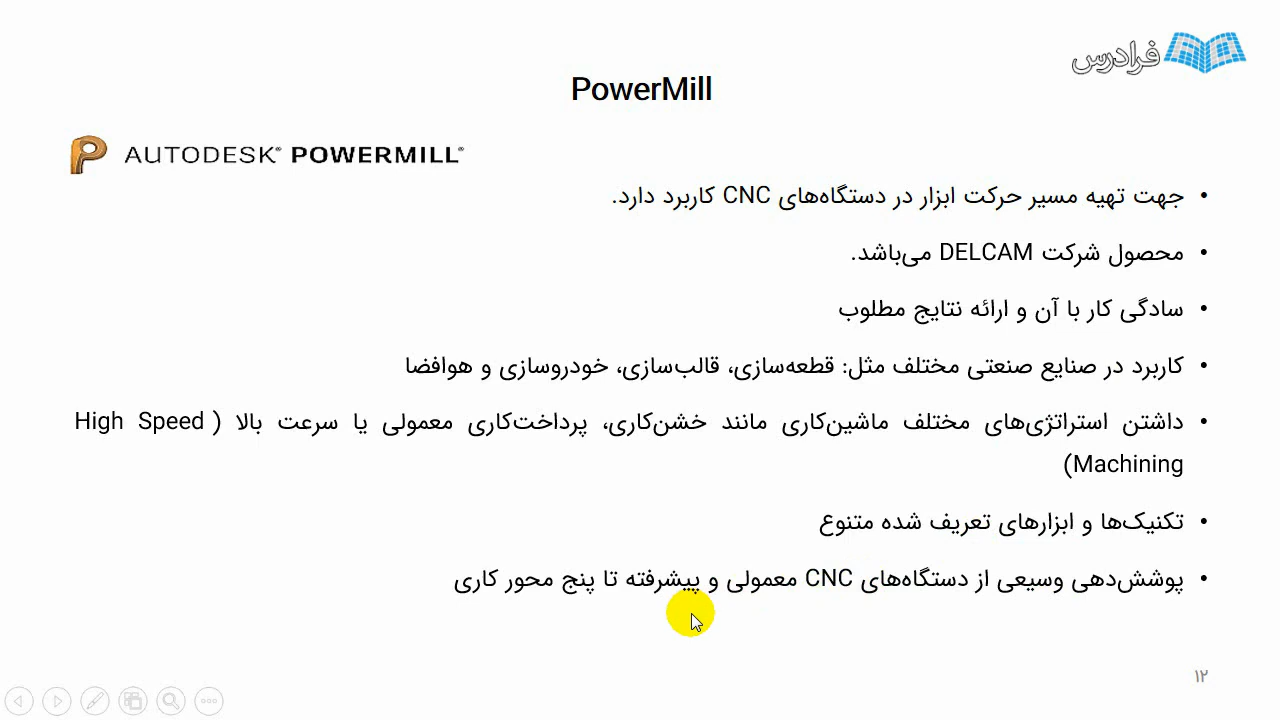 فرادرس
PowerMill
AUTODESK® POWERMILL®
• جهت تهیه مسیر حرکت ابزار در دستگاه‌های CNC کاربرد دارد.
• محصول شرکت DELCAM می‌باشد.
• سادگی کار با آن و ارائه نتایج مطلوب
• کاربرد در صنایع صنعتی مختلف مثل: قطعه‌سازی، قالب‌سازی، خودروسازی و هوافضا
• داشتن استراتژی‌های مختلف ماشین‌کاری مانند خشن‌کاری، پرداخت‌کاری معمولی یا سرعت بالا (High Speed
Machining)
• تکنیک‌ها و ابزارهای تعریف شده متنوع
• پوشش‌دهی وسیعی از دستگاه‌های CNC معمولی و پیشرفته تا پنج محور کاری
۱۲